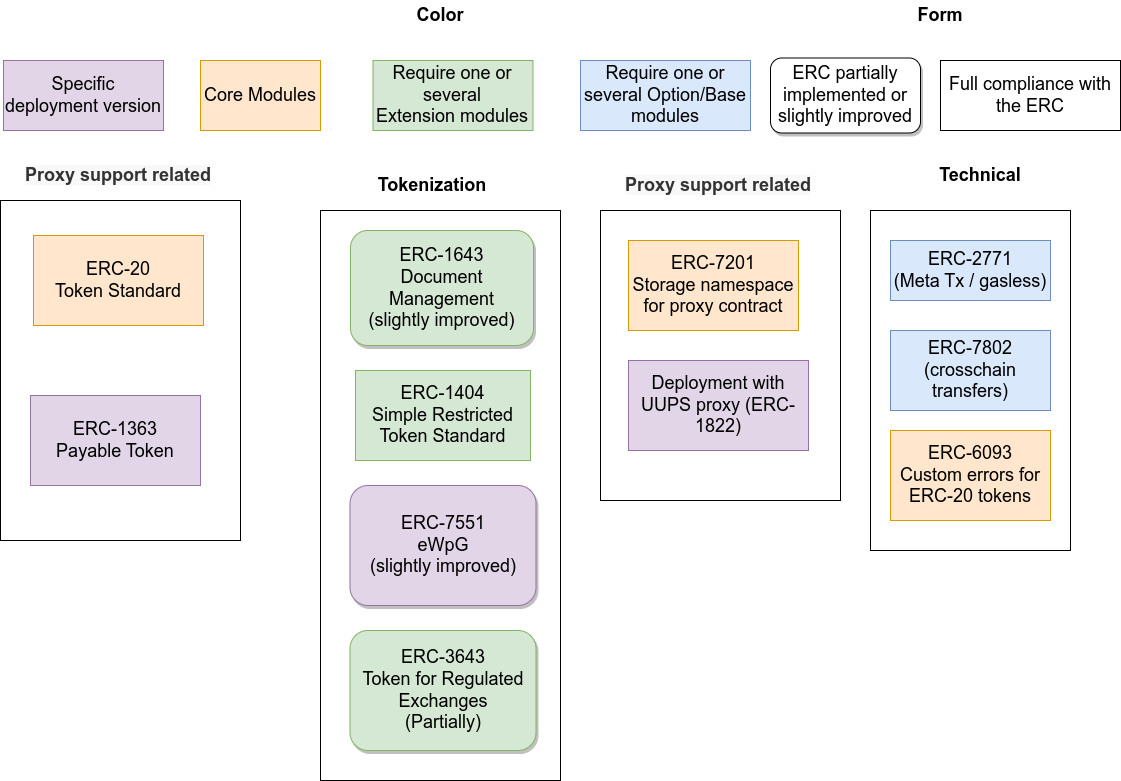 Color
Form
Specific
deployment version
Core Modules
Require one or
several
Extension modules
Require one or
several Option/Base
modules
ERC partially
implemented or
slightly improved
Full compliance with
the ERC
Proxy support related
ERC-20
Token Standard
ERC-1363
Payable Token
Tokenization
ERC-1643
Document
Management
(slightly improved)
ERC-1404
Simple Restricted
Token Standard
ERC-7551
eWpG
(slightly improved)
ERC-3643
Token for Regulated
Exchanges
(Partially)
Proxy support related
ERC-7201
Storage namespace
for proxy contract
Deployment with
UUPS proxy (ERC-
1822)
Technical
ERC-2771
(Meta Tx / gasless)
ERC-7802
(crosschain
transfers)
ERC-6093
Custom errors for
ERC-20 tokens